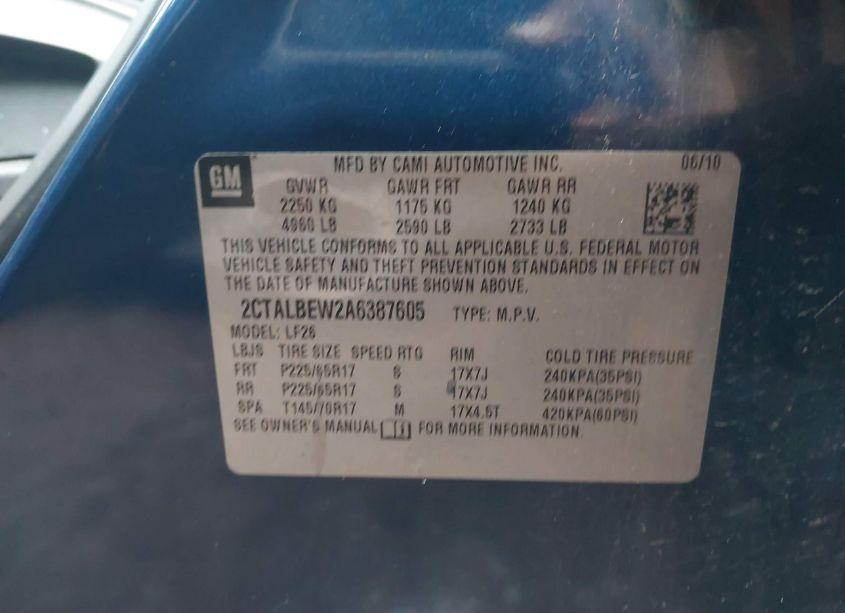 GM
MFD BY CAMI AUTOMOTIVE INC. 06/10
GVWR GAWR FRT GAWR RR
2250 KG 1175 KG 1240 KG
4960 LB 2590 LB 2733 LB
THIS VEHICLE CONFORMS TO ALL APPLICABLE U.S. FEDERAL MOTOR
VEHICLE SAFETY AND THEFT PREVENTION STANDARDS IN EFFECT ON
THE DATE OF MANUFACTURE SHOWN ABOVE.
2CTALBEW2A6387605 TYPE: M.P.V.
MODEL: LF26
LBJS TIRE SIZE SPEED RTG RIM COLD TIRE PRESSURE
FRT P225/65R17 S 17X7J 240KPA(35PSI)
RR P225/65R17 S 17X7J 240KPA(35PSI)
SPA T145/70R17 M 17X4.5T 420KPA(60PSI)
SEE OWNER'S MANUAL FOR MORE INFORMATION.